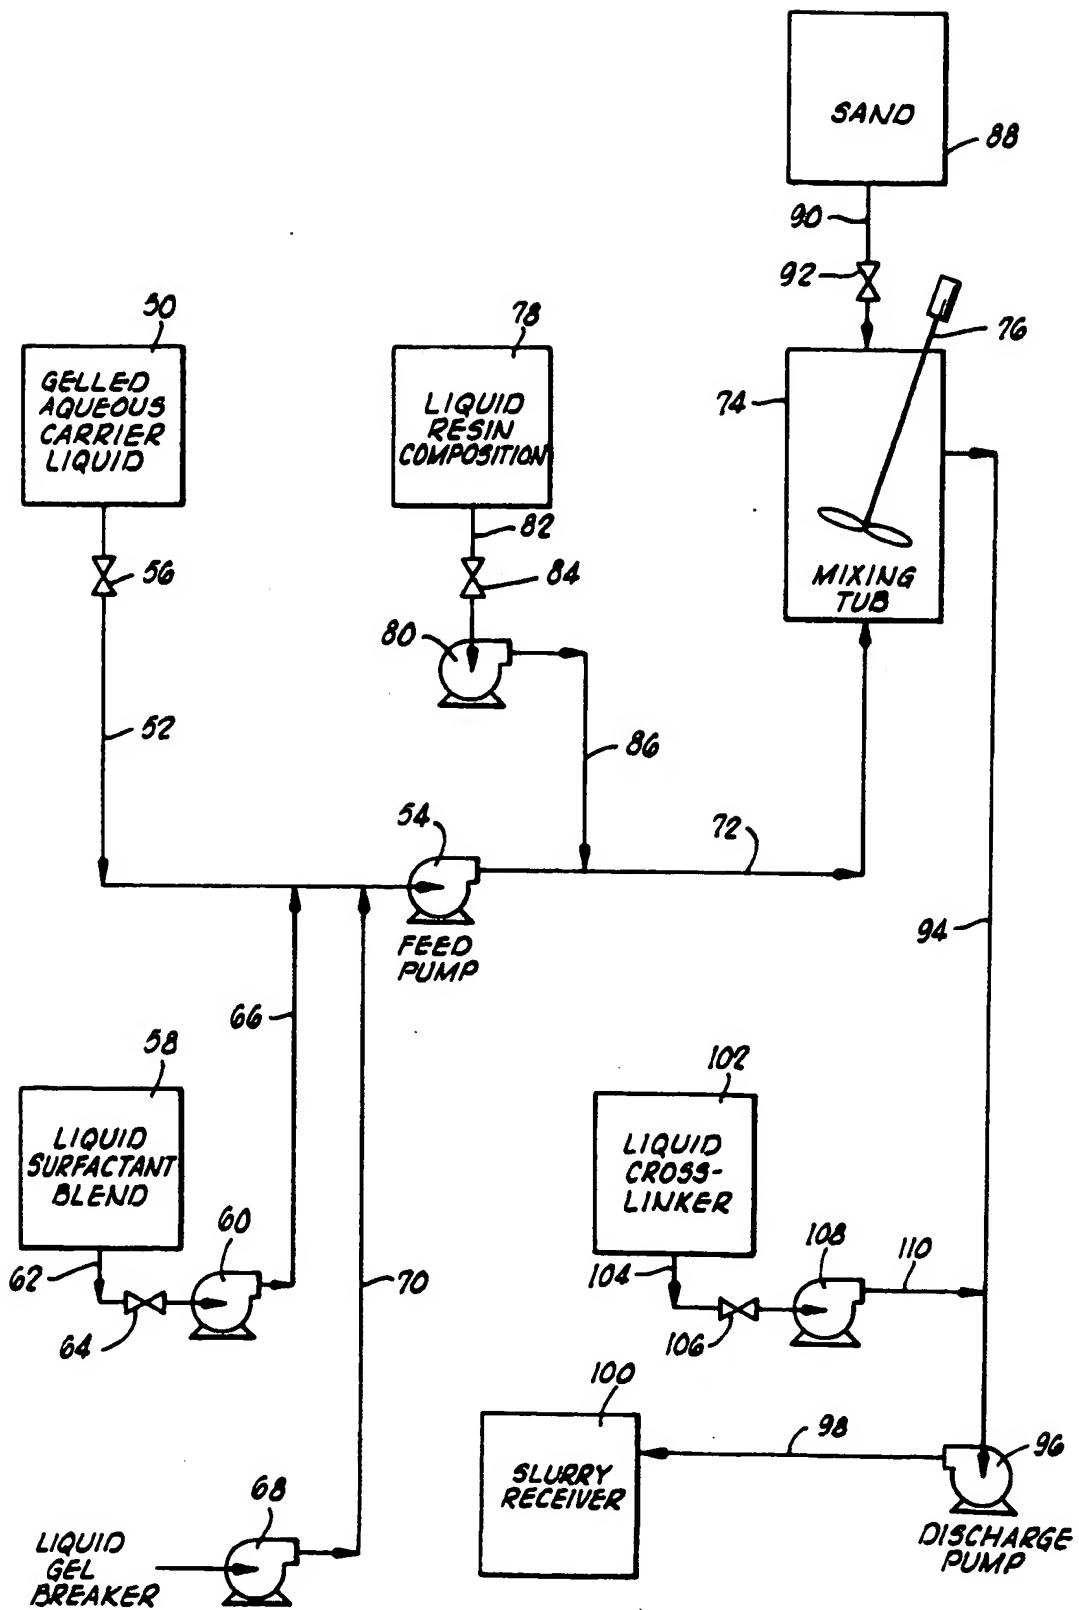 SAND
88
90
92
76
50
GELLED
AQUEOUS
CARRIER
LIQUID
78
LIQUID
RESIN
COMPOSITION
74
MIXING
TUB
82
56
84
80
52
86
54
72
FEED
PUMP
94
66
58
LIQUID
SURFACTANT
BLEND
102
LIQUID
CROSS-
LINKER
60
62
64
70
104
106
108
110
100
SLURRY
RECEIVER
98
96
DISCHARGE
PUMP
68
LIQUID
GEL
BREAKER